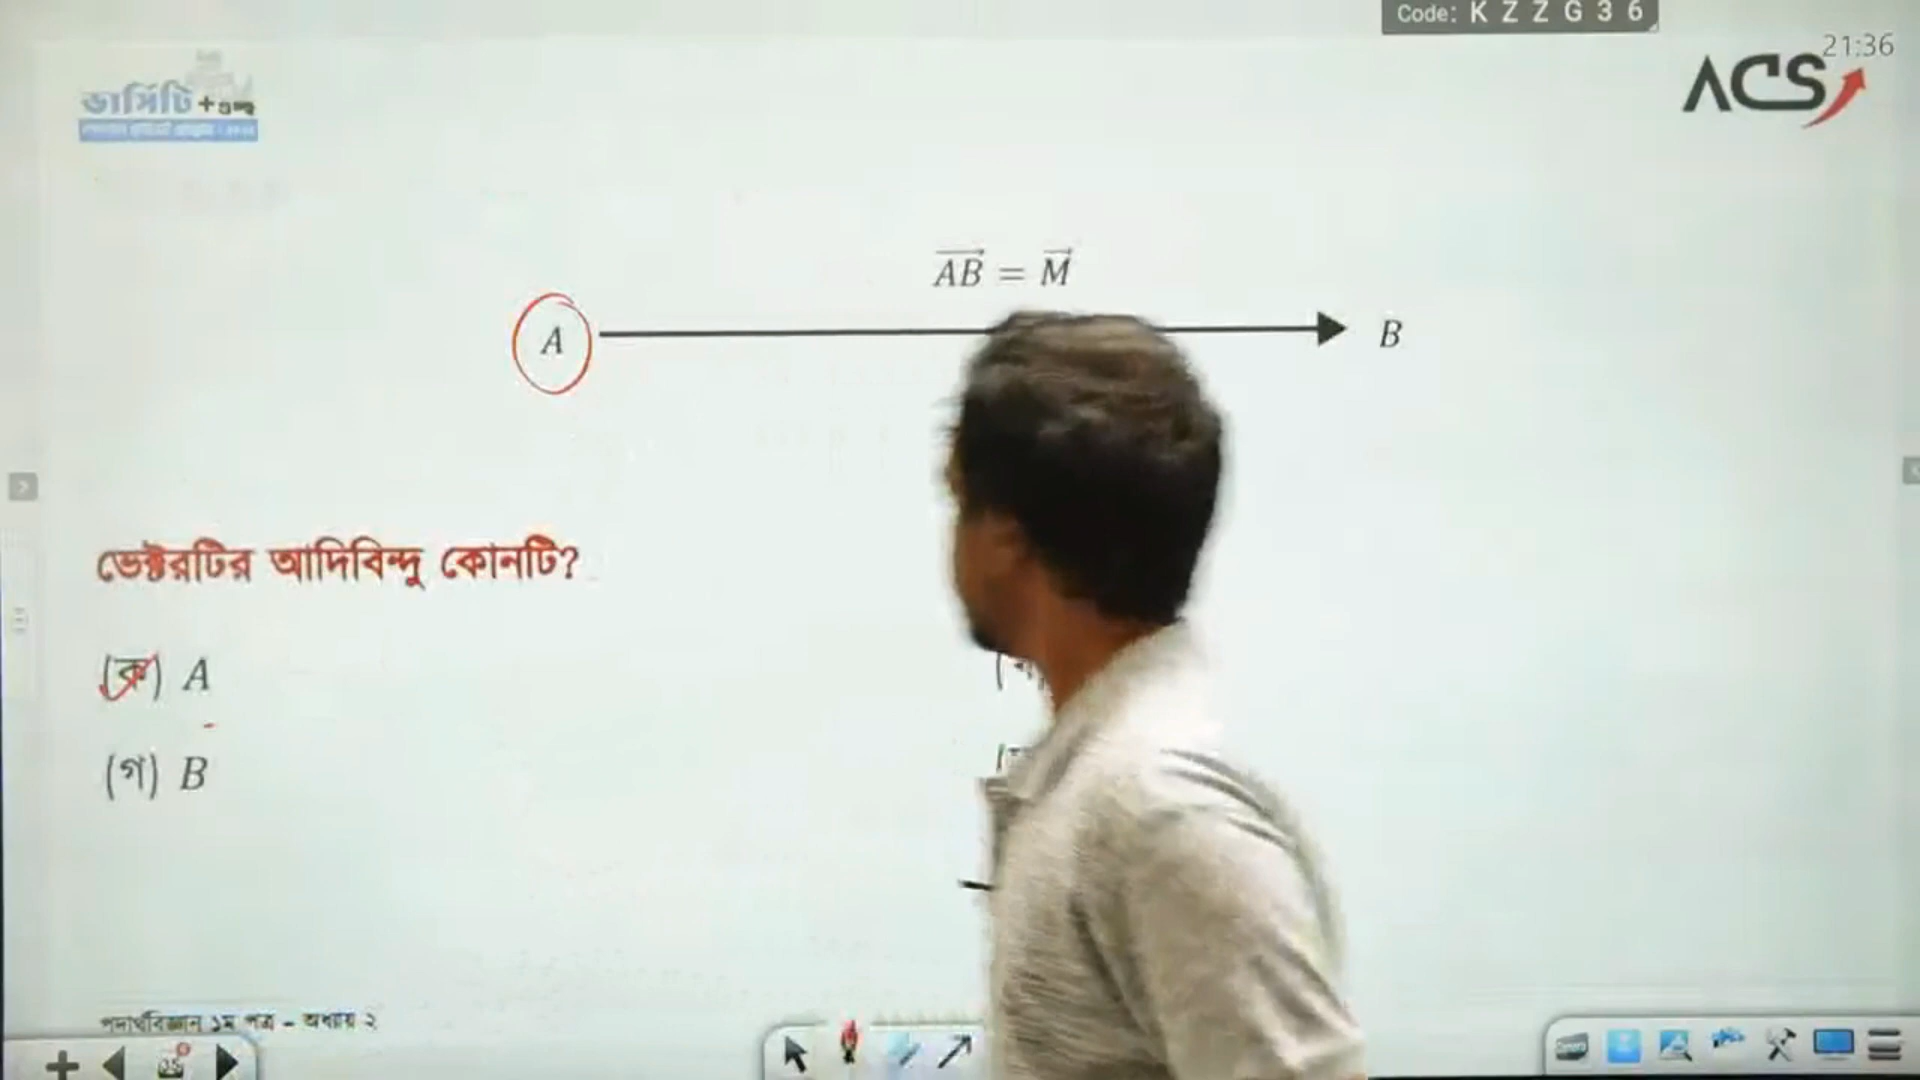 Code: K Z Z G 3 6
21:36
ভার্সিটি +
ACS
AB = M
A
B
ভেক্টরটির আদিবিন্দু কোনটি?
(ক) A
(গ) B
পদার্থবিজ্ঞান ১ম পত্র – অধ্যায় ২